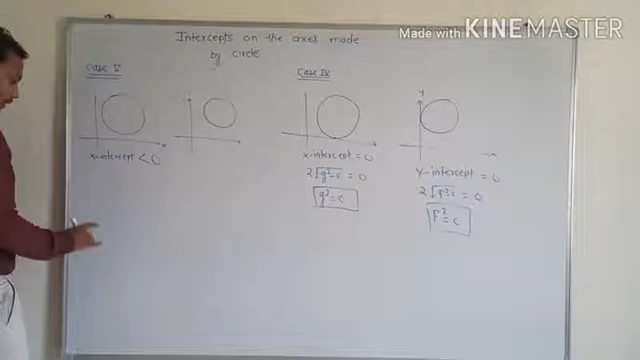 Made with KINEMASTER
Intercepts on the axes made
by circle
Case V
x
x-intercept < 0
Case IV
x-intercept = 0
2√g²-c = 0
g² = c
y
y-intercept = 0
2√f²-c = 0
f² = c